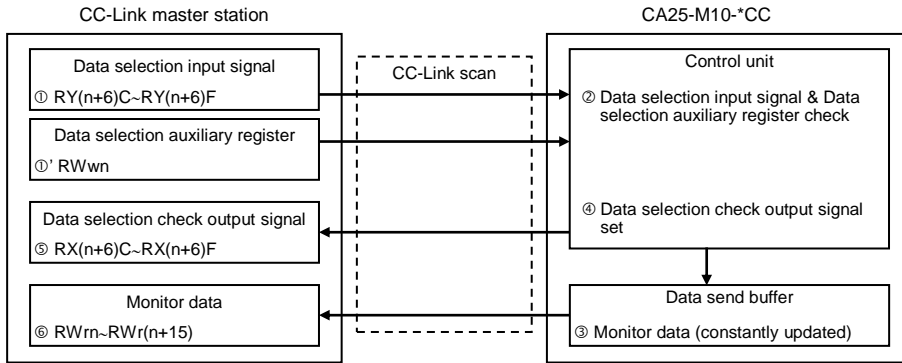 CC-Link master station
CA25-M10-*CC
Data selection input signal
① RY(n+6)C~RY(n+6)F
Data selection auxiliary register
①' RWwn
Data selection check output signal
⑤ RX(n+6)C~RX(n+6)F
Monitor data
⑥ RWrn~RWr(n+15)
CC-Link scan
Control unit
② Data selection input signal & Data
selection auxiliary register check
④ Data selection check output signal
set
Data send buffer
③ Monitor data (constantly updated)